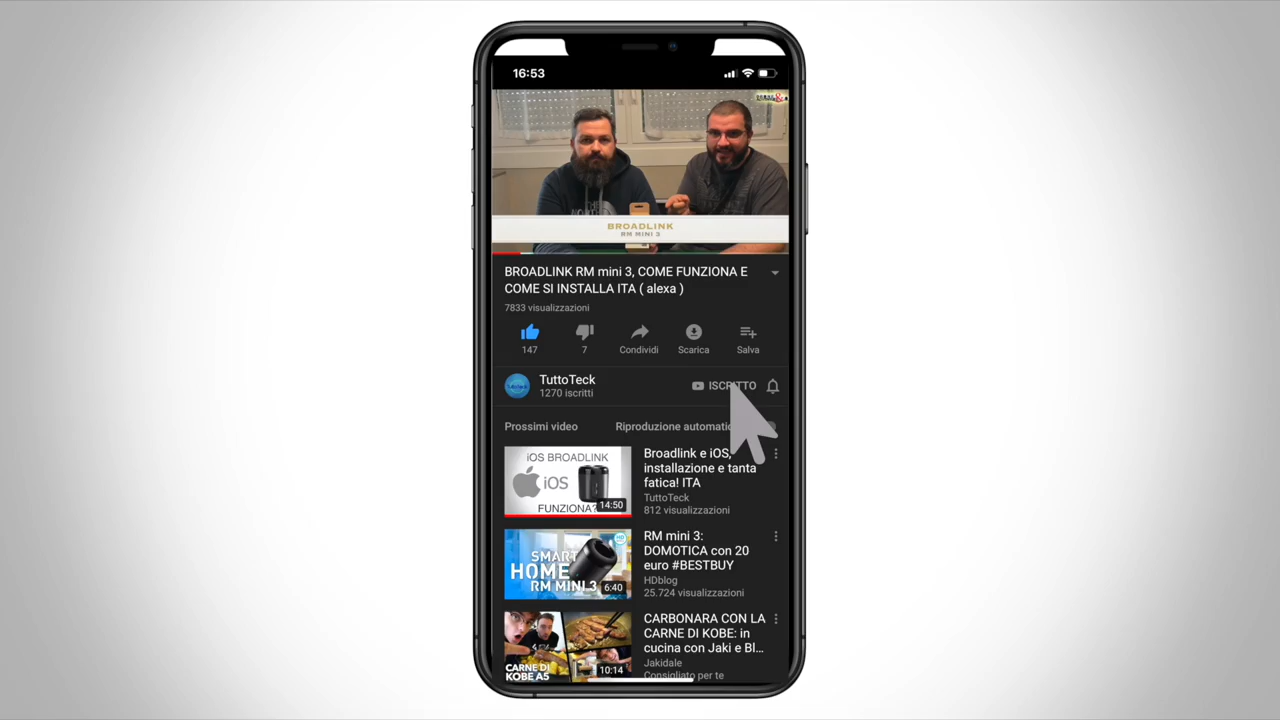 16:53
BROADLINK
RM MINI 3
BROADLINK RM mini 3, COME FUNZIONA E
COME SI INSTALLA ITA ( alexa )
7833 visualizzazioni
147
7
Condividi
Scarica
Salva
TuttoTeck
1270 iscritti
ISCRITTO
Prossimi video
Riproduzione automatic
iOS BROADLINK
iOS
FUNZIONA?
14:50
Broadlink e iOS,
installazione e tanta
fatica! ITA
TuttoTeck
812 visualizzazioni
SMART
HOME
RM MINI 3
HD
6:40
RM mini 3:
DOMOTICA con 20
euro #BESTBUY
HDblog
25.724 visualizzazioni
CARNE DI
KOBE A5
10:14
CARBONARA CON LA
CARNE DI KOBE: in
cucina con Jaki e Bl...
Jakidale
Consigliato per te